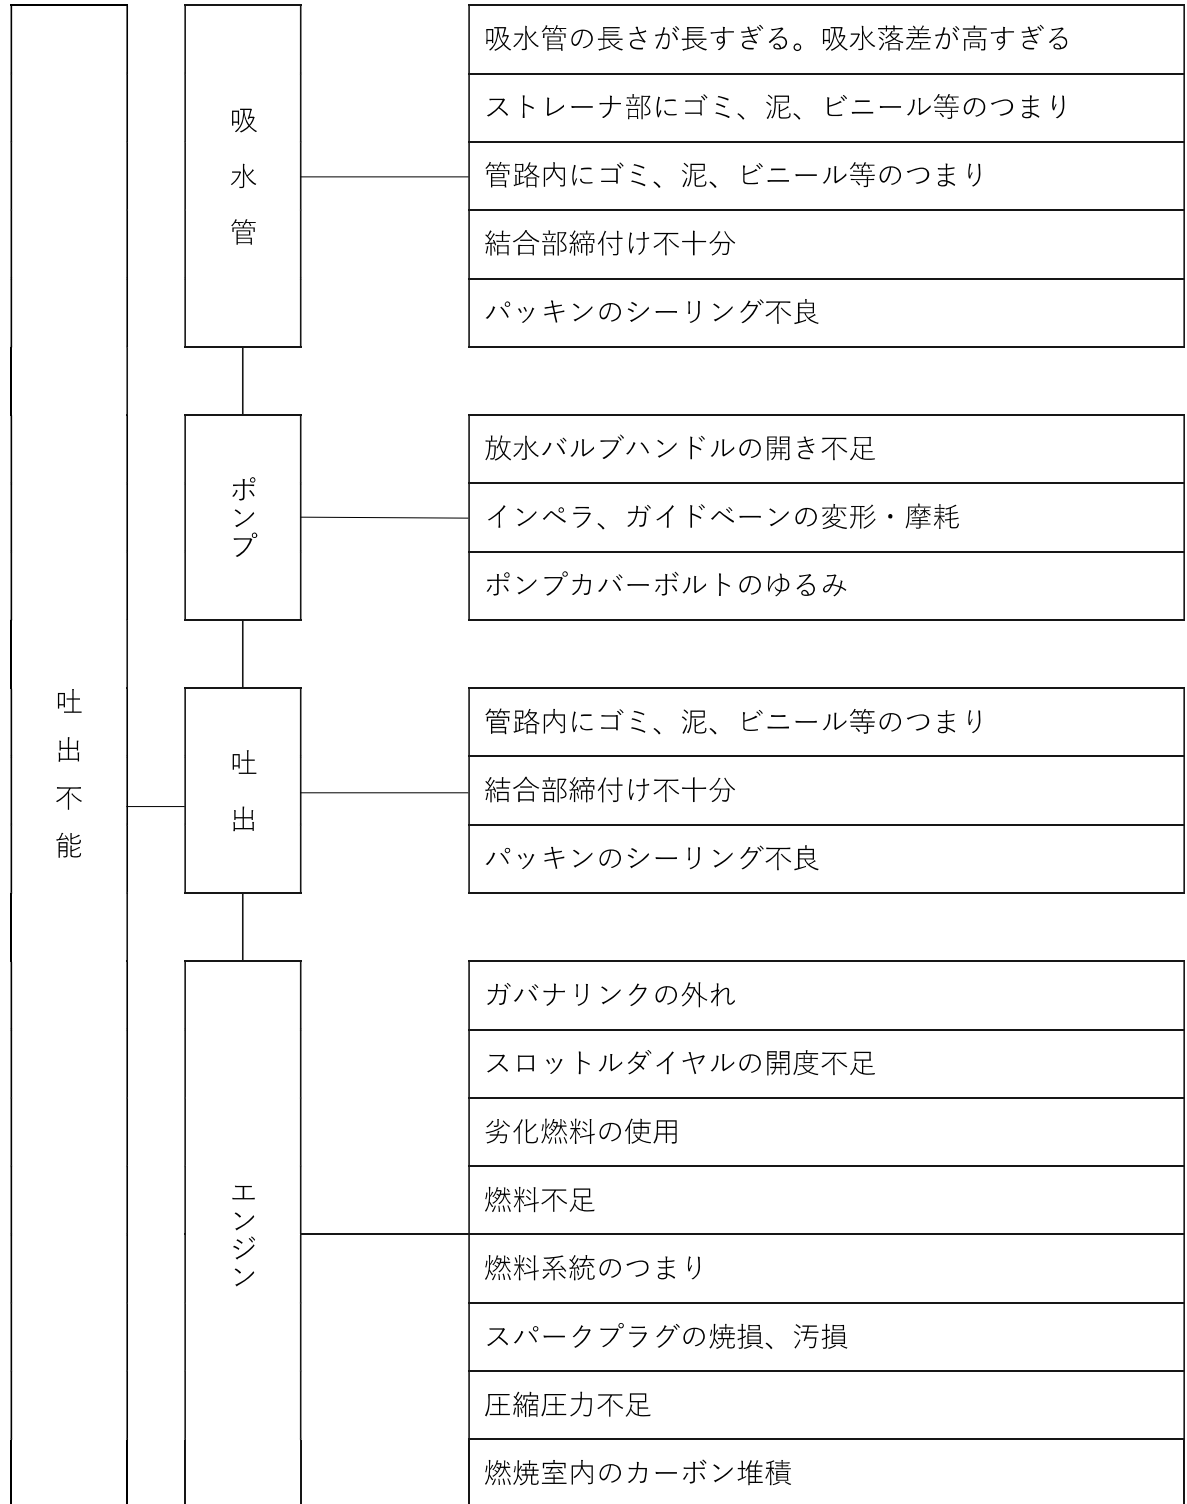 吐出不能
吸水管
吸水管の長さが長すぎる。吸水落差が高すぎる
ストレーナ部にゴミ、泥、ビニール等のつまり
管路内にゴミ、泥、ビニール等のつまり
結合部締付け不十分
パッキンのシーリング不良
ポンプ
放水バルブハンドルの開き不足
インペラ、ガイドベーンの変形・摩耗
ポンプカバーボルトのゆるみ
吐出
管路内にゴミ、泥、ビニール等のつまり
結合部締付け不十分
パッキンのシーリング不良
エンジン
ガバナリンクの外れ
スロットルダイヤルの開度不足
劣化燃料の使用
燃料不足
燃料系統のつまり
スパークプラグの焼損、汚損
圧縮圧力不足
燃焼室内のカーボン堆積